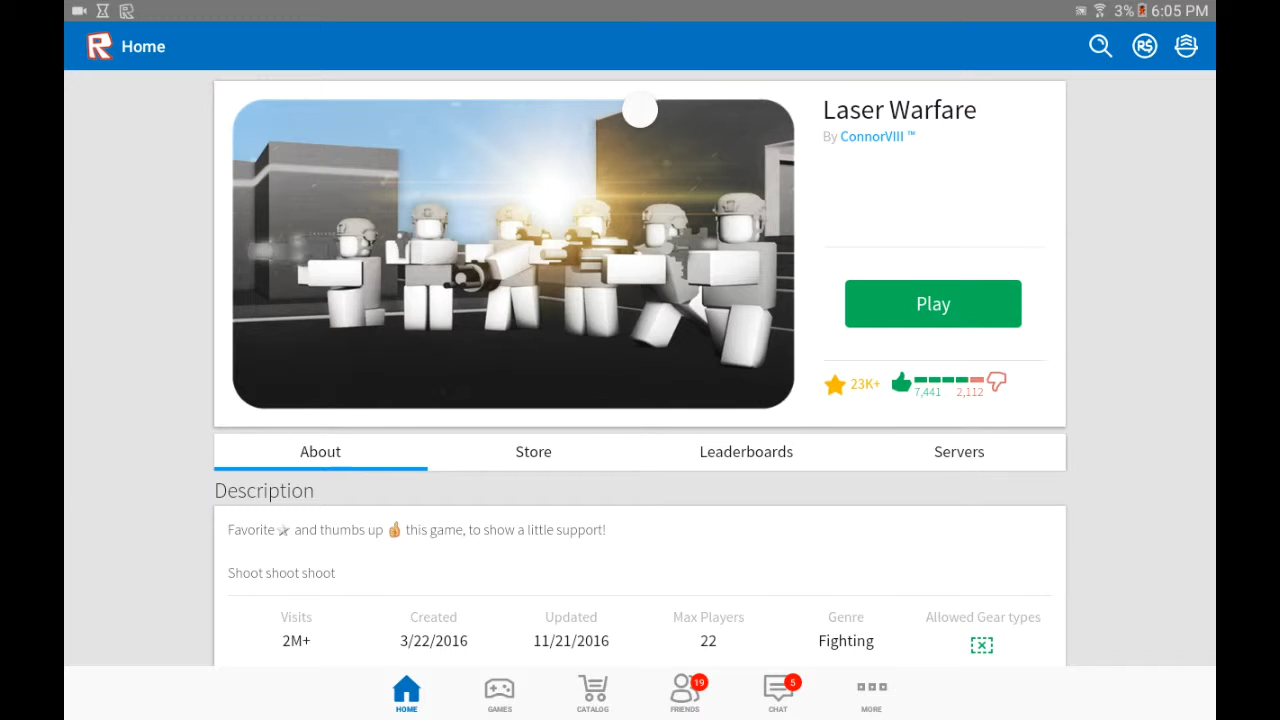 3% 6:05 PM
Home
Laser Warfare
By ConnorVIII ™
Play
23K+
7,441
2,112
About
Store
Leaderboards
Servers
Description
Favorite and thumbs up this game, to show a little support!
Shoot shoot shoot
Visits
Created
Updated
Max Players
Genre
Allowed Gear types
2M+
3/22/2016
11/21/2016
22
Fighting
HOME
GAMES
CATALOG
19
FRIENDS
5
CHAT
MORE